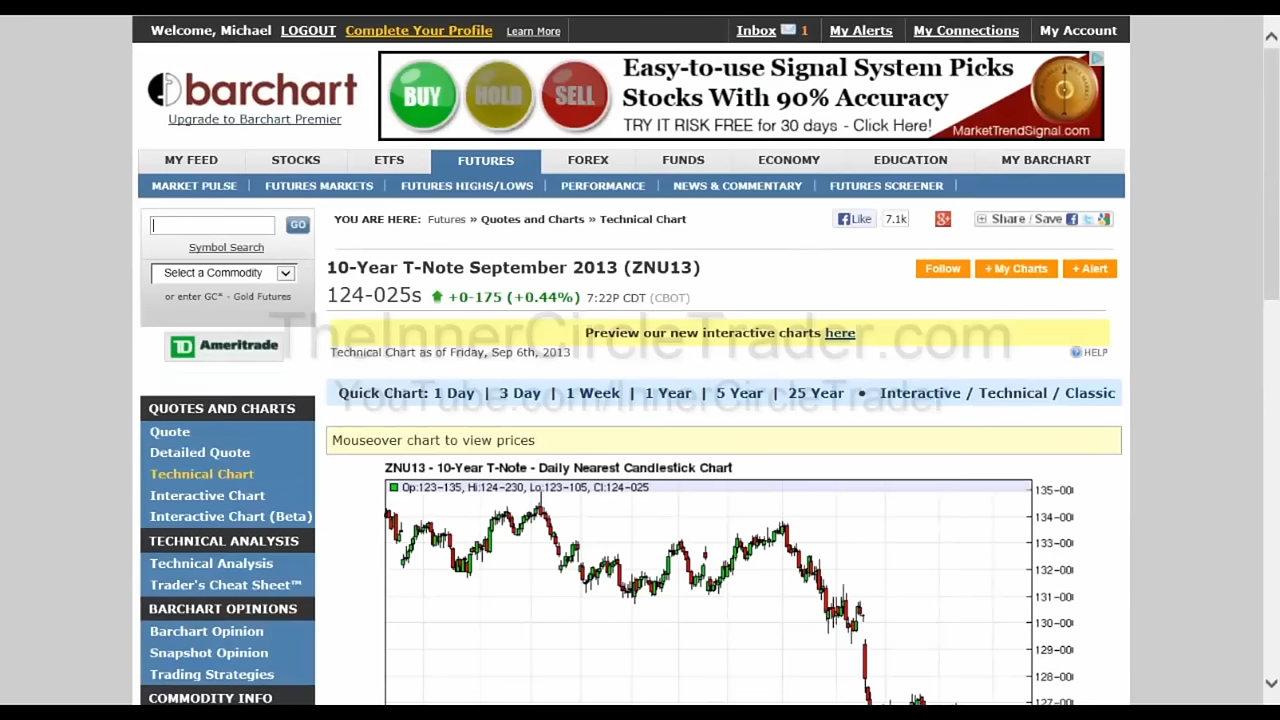 Welcome, Michael LOGOUT Complete Your Profile Learn More Inbox 1 My Alerts My Connections My Account
barchart
Upgrade to Barchart Premier
BUY HOLD SELL
Easy-to-use Signal System Picks
Stocks With 90% Accuracy
TRY IT RISK FREE for 30 days - Click Here!
MarketTrendSignal.com
MY FEED STOCKS ETFS FUTURES FOREX FUNDS ECONOMY EDUCATION MY BARCHART
MARKET PULSE FUTURES MARKETS FUTURES HIGHS/LOWS PERFORMANCE NEWS & COMMENTARY FUTURES SCREENER
GO
Symbol Search
Select a Commodity
or enter GC* - Gold Futures
TD Ameritrade
YOU ARE HERE: Futures » Quotes and Charts » Technical Chart
Like 7.1k Share / Save
10-Year T-Note September 2013 (ZNU13)
Follow + My Charts + Alert
124-025s +0-175 (+0.44%) 7:22P CDT (CBOT)
TheInnerCircleTrader.com
Preview our new interactive charts here
Technical Chart as of Friday, Sep 6th, 2013
HELP
Quick Chart: 1 Day | 3 Day | 1 Week | 1 Year | 5 Year | 25 Year • Interactive / Technical / Classic
YouTube.com/InnerCircleTrader
QUOTES AND CHARTS
Quote
Detailed Quote
Technical Chart
Interactive Chart
Interactive Chart (Beta)
TECHNICAL ANALYSIS
Technical Analysis
Trader's Cheat Sheet™
BARCHART OPINIONS
Barchart Opinion
Snapshot Opinion
Trading Strategies
COMMODITY INFO
Mouseover chart to view prices
ZNU13 - 10-Year T-Note - Daily Nearest Candlestick Chart
Op:123-135, Hi:124-230, Lo:123-105, Cl:124-025
135-00
134-00
133-00
132-00
131-00
130-00
129-00
128-00
127-00